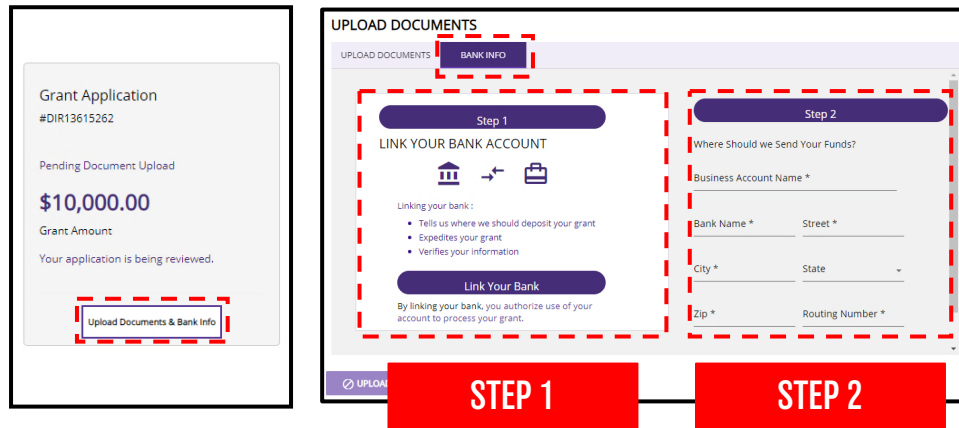 Grant Application
#DIR13615262
Pending Document Upload
$10,000.00
Grant Amount
Your application is being reviewed.
Upload Documents & Bank Info
UPLOAD DOCUMENTS
UPLOAD DOCUMENTS BANK INFO
Step 1
LINK YOUR BANK ACCOUNT
Linking your bank :
• Tells us where we should deposit your grant
• Expedites your grant
• Verifies your information
Link Your Bank
By linking your bank, you authorize use of your
account to process your grant.
Step 2
Where Should we Send Your Funds?
Business Account Name *
Bank Name * Street *
City * State
Zip * Routing Number *
STEP 1
STEP 2